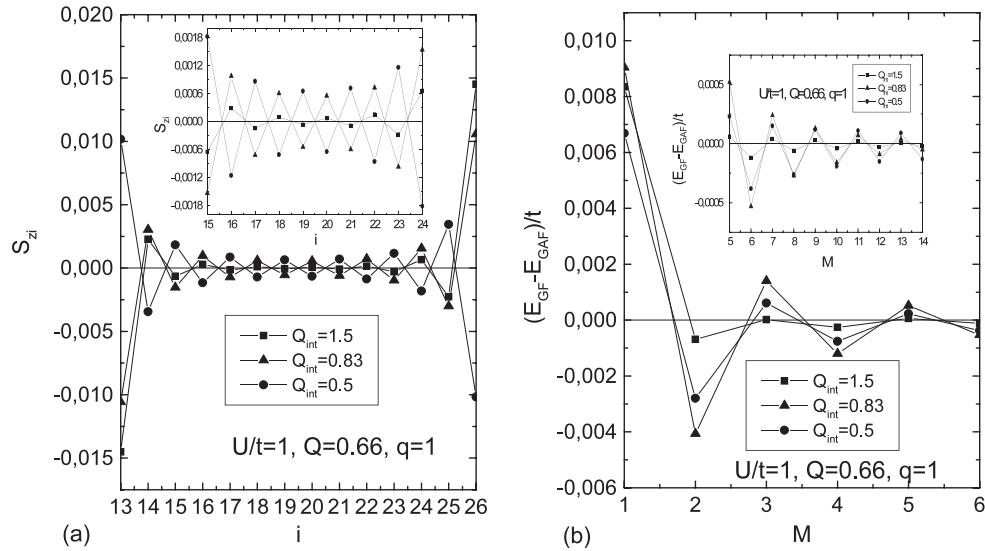 0,020
0,015
0,010
0,005
0,000
-0,005
-0,010
-0,015
S_zi
13 14 15 16 17 18 19 20 21 22 23 24 25 26
i
(a)
0,0018
0,0012
0,0006
0,0000
-0,0006
-0,0012
-0,0018
S_zi
15 16 17 18 19 20 21 22 23 24
i
Q_int=1.5
Q_int=0.83
Q_int=0.5
U/t=1, Q=0.66, q=1
0,010
0,008
0,006
0,004
0,002
0,000
-0,002
-0,004
-0,006
(E_GF-E_GAF)/t
1 2 3 4 5 6
M
(b)
0,0005
0,0000
-0,0005
(E_GF-E_GAF)/t
5 6 7 8 9 10 11 12 13 14
M
U/t=1, Q=0.66, q=1
Q_int=1.5
Q_int=0.83
Q_int=0.5
Q_int=1.5
Q_int=0.83
Q_int=0.5
U/t=1, Q=0.66, q=1